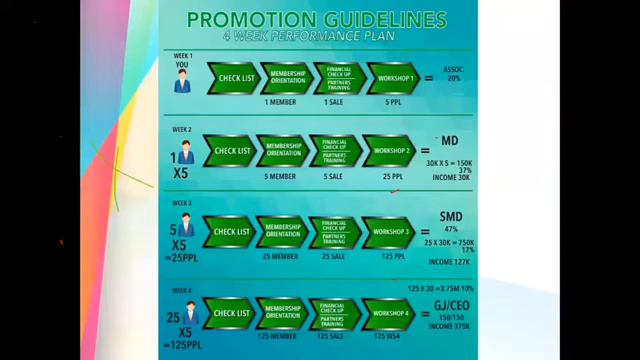 PROMOTION GUIDELINES
4 WEEK PERFORMANCE PLAN
WEEK 1
YOU
CHECK LIST
MEMBERSHIP
ORIENTATION
FINANCIAL
CHECK UP
PARTNERS
TRAINING
WORKSHOP 1
=
ASSOC.
20%
1 MEMBER
1 SALE
5 PPL
WEEK 2
1
X5
CHECK LIST
MEMBERSHIP
ORIENTATION
FINANCIAL
CHECK UP
PARTNERS
TRAINING
WORKSHOP 2
=
MD
30K X 5 = 150K
37%
INCOME 30K
5 MEMBER
5 SALE
25 PPL
WEEK 3
5
X5
=25PPL
CHECK LIST
MEMBERSHIP
ORIENTATION
FINANCIAL
CHECK UP
PARTNERS
TRAINING
WORKSHOP 3
=
SMD
47%
25 X 30K = 750K
17%
INCOME 127K
25 MEMBER
25 SALE
125 PPL
WEEK 4
25
X5
=125PPL
CHECK LIST
MEMBERSHIP
ORIENTATION
FINANCIAL
CHECK UP
PARTNERS
TRAINING
WORKSHOP 4
=
125 X 30 =3.75M 10%
GJ/CEO
150/150
INCOME 375K
125 MEMBER
125 SALE
125 WS4